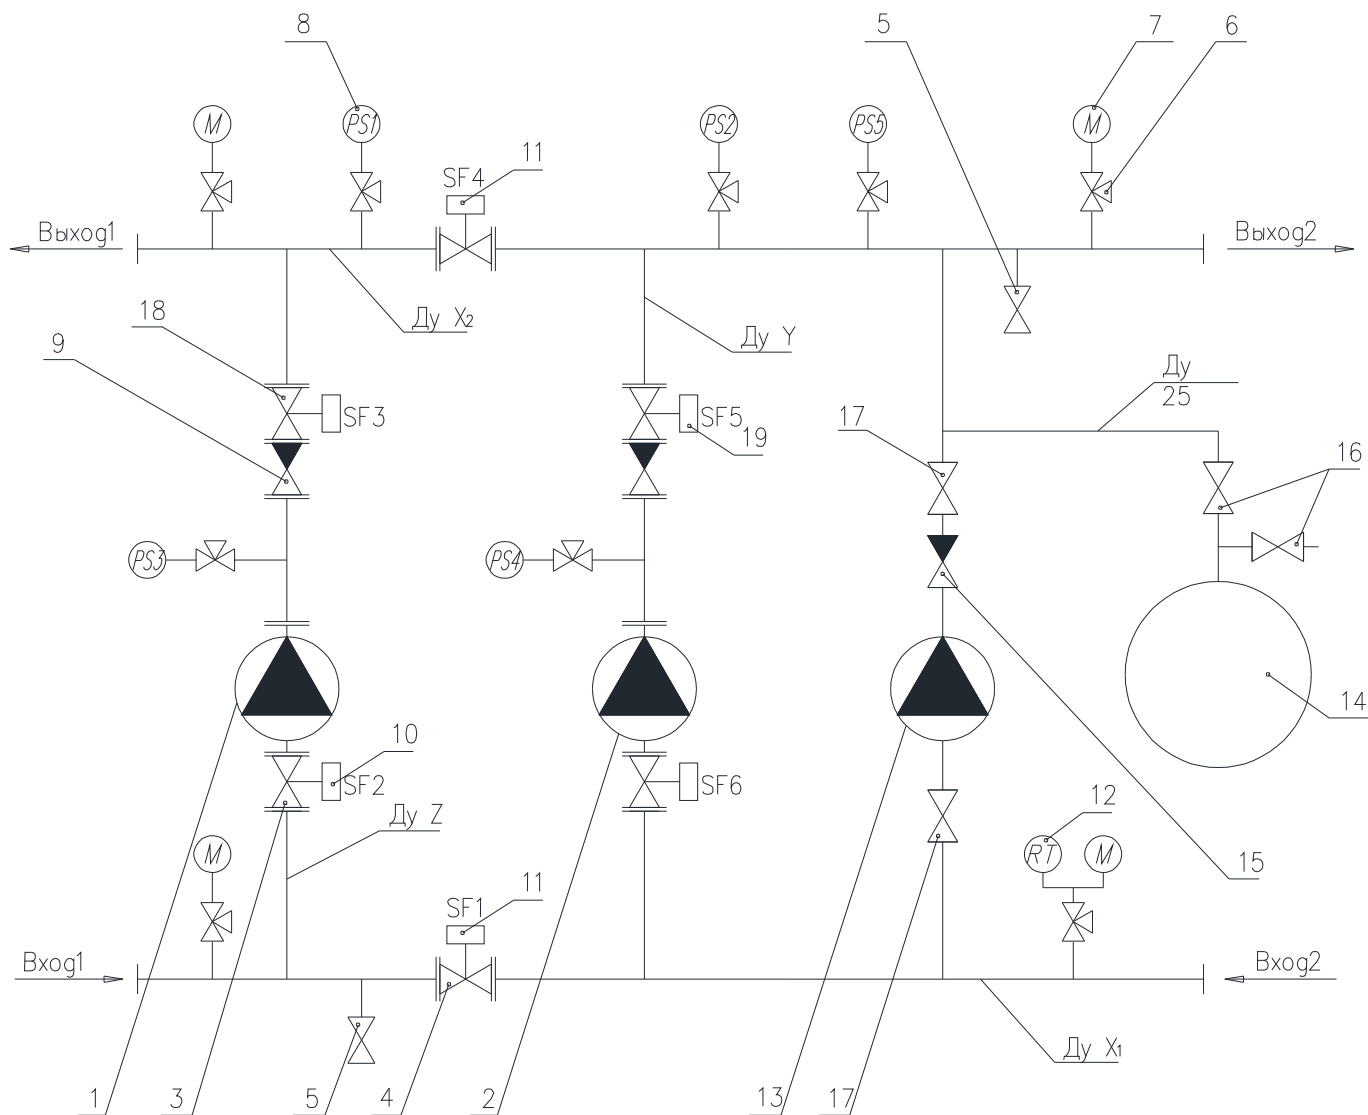 8
5
7
6
M
PS1
PS2
PS5
M
11
SF4
Выход1
Выход2
18
Ду X2
Ду Y
9
Ду
25
SF3
SF5
19
17
16
PS3
PS4
14
10
SF2
SF6
12
Ду Z
M
RT
M
15
11
SF1
Вход1
Вход2
Ду X1
1
3
5
4
2
13
17